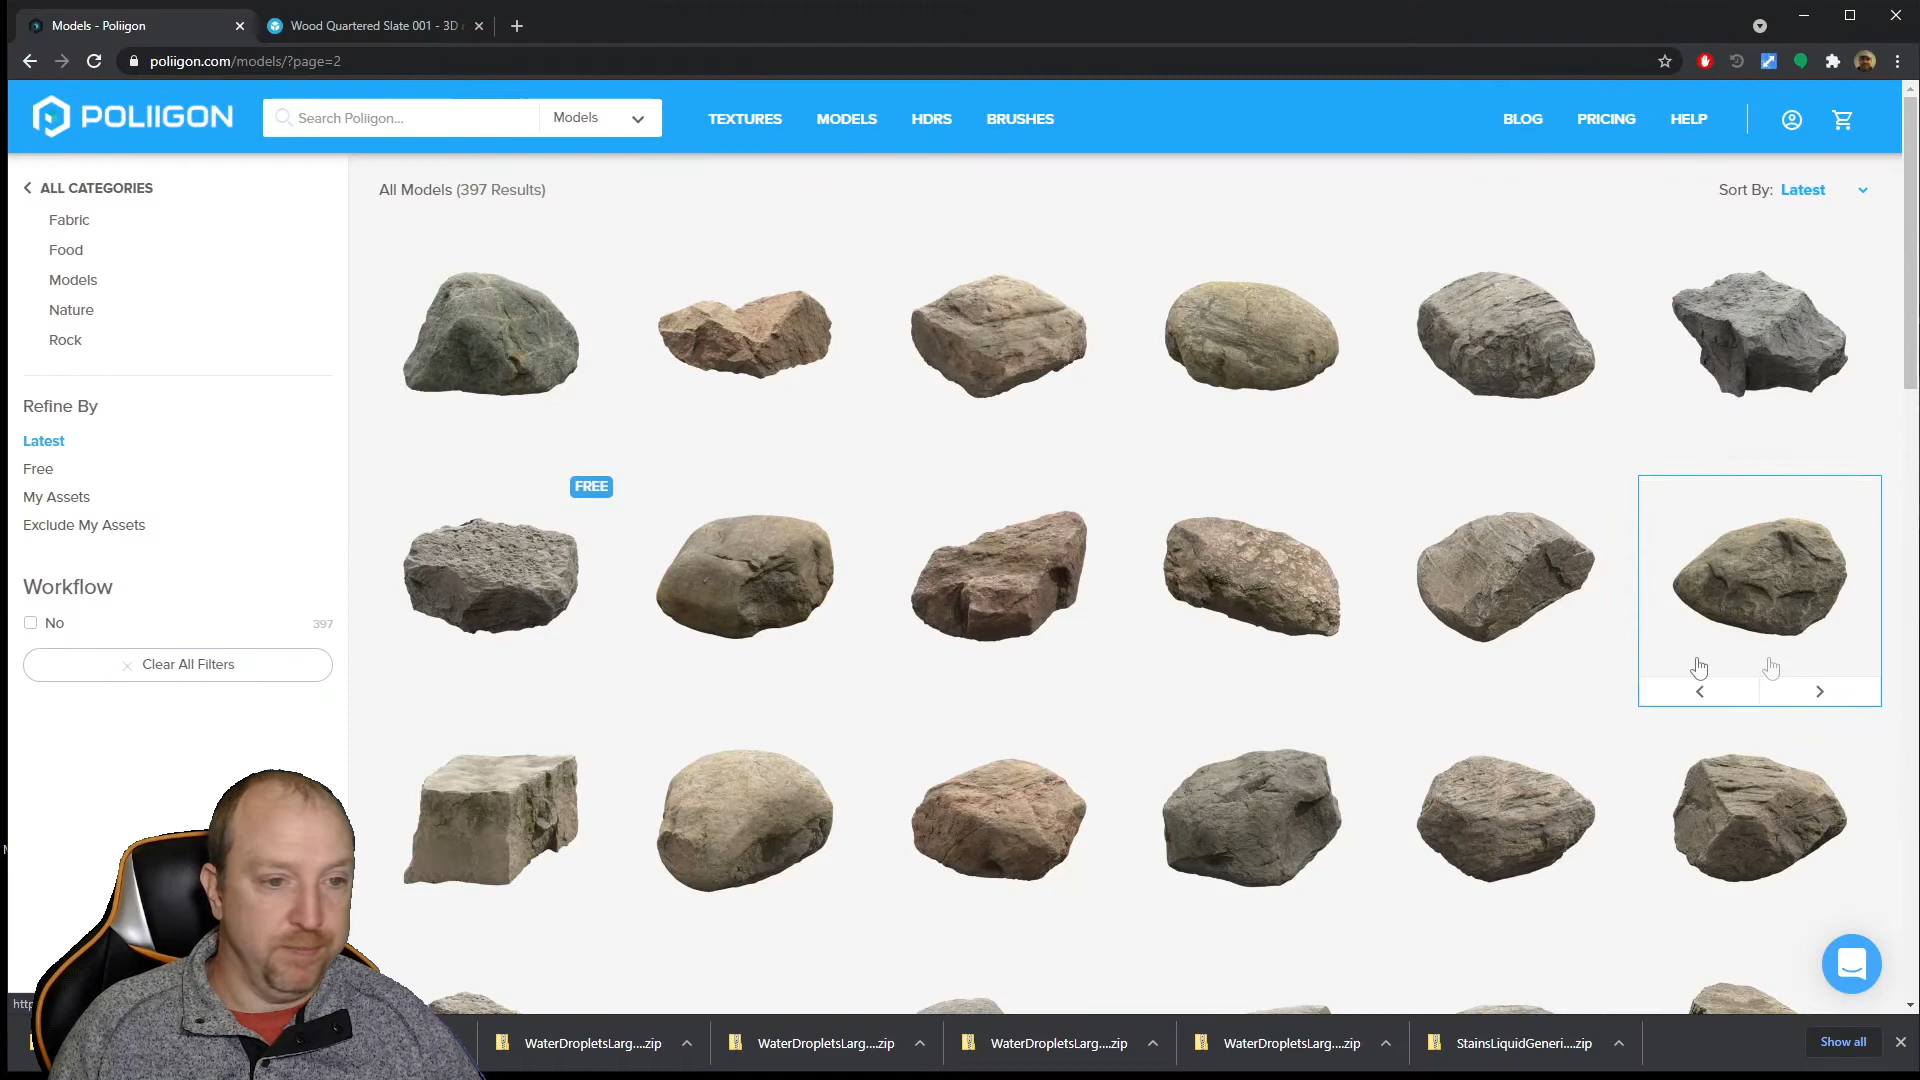 Models - Poliigon
Wood Quartered Slate 001 - 3D
poliigon.com/models/?page=2
POLIIGON
Search Poliigon...
Models
TEXTURES
MODELS
HDRS
BRUSHES
BLOG
PRICING
HELP
ALL CATEGORIES
Fabric
Food
Models
Nature
Rock
Refine By
Latest
Free
My Assets
Exclude My Assets
Workflow
No
397
Clear All Filters
All Models (397 Results)
Sort By: Latest
FREE
WaterDropletsLarg....zip
WaterDropletsLarg....zip
WaterDropletsLarg....zip
WaterDropletsLarg....zip
StainsLiquidGeneri....zip
Show all